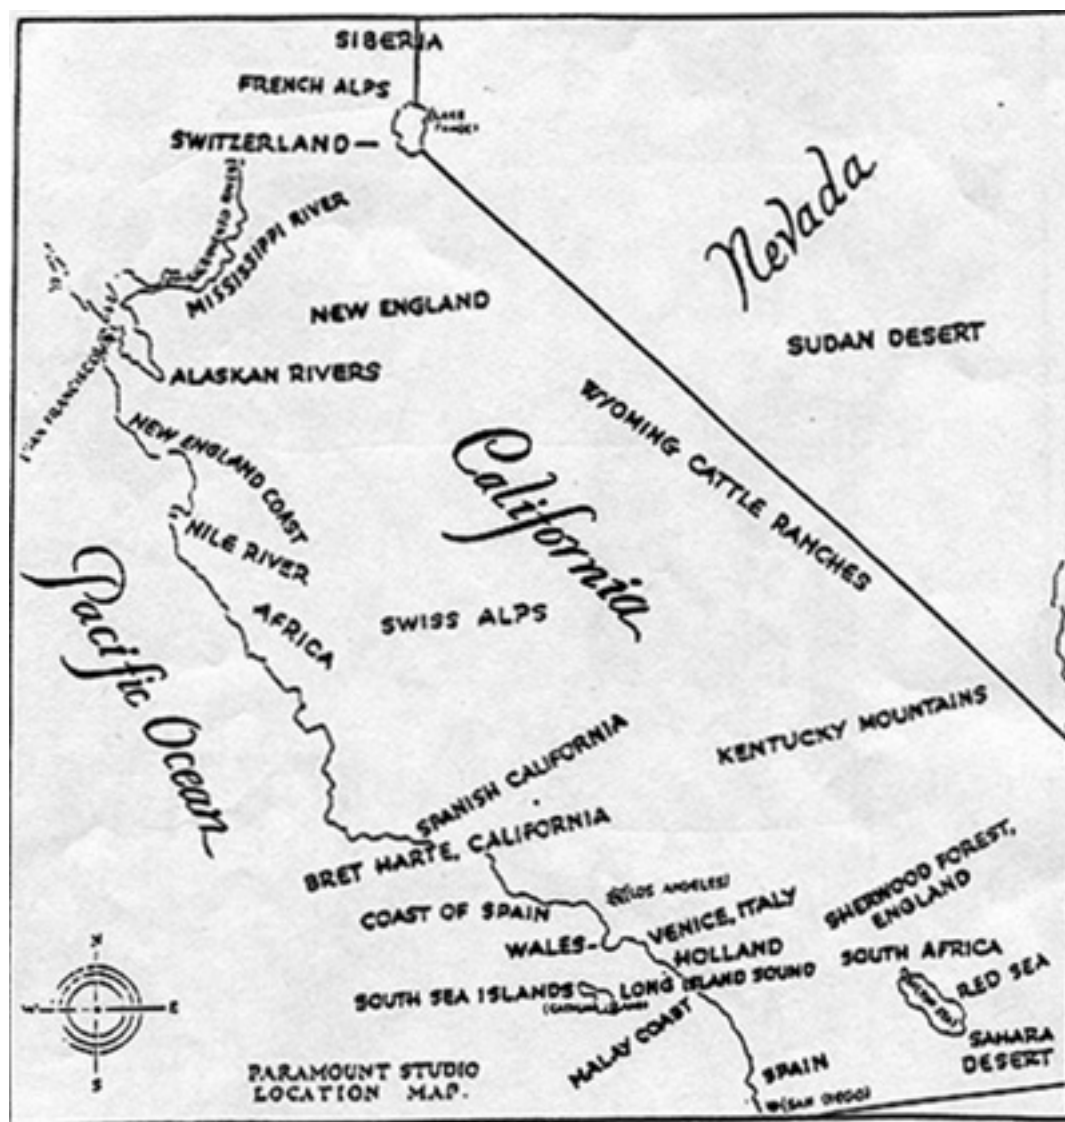 SIBERIA
FRENCH ALPS
LAKE
SWITZERLAND
MISSISSIPPI RIVER
Nevada
NEW ENGLAND
SUDAN DESERT
ALASKAN RIVERS
SAN FRANCISCO
WYOMING CATTLE RANCHES
NEW ENGLAND COAST
California
NILE RIVER
Pacific Ocean
AFRICA
SWISS ALPS
KENTUCKY MOUNTAINS
SPANISH CALIFORNIA
BRET HARTE, CALIFORNIA
SHERWOOD FOREST,
ENGLAND
(LOS ANGELES)
COAST OF SPAIN
VENICE, ITALY
WALES
HOLLAND
SOUTH AFRICA
SOUTH SEA ISLANDS
LONG ISLAND SOUND
RED SEA
MALAY COAST
SAHARA
DESERT
N
W
E
S
PARAMOUNT STUDIO
LOCATION MAP.
SPAIN
(SAN DIEGO)